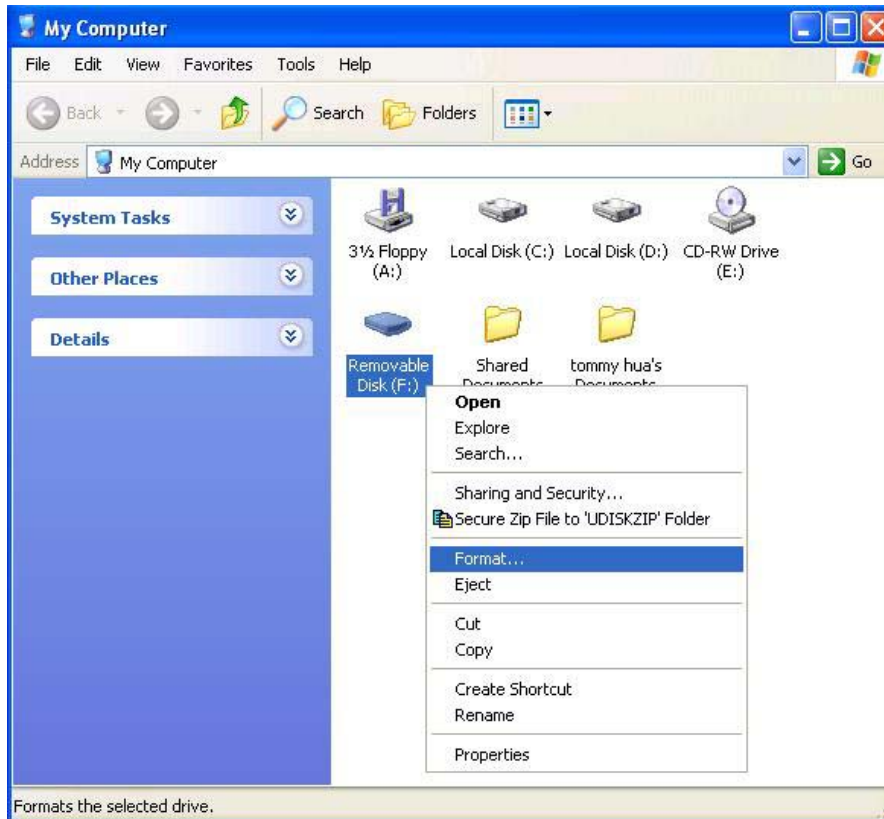 My Computer
File Edit View Favorites Tools Help
Back Search Folders
Address My Computer Go
System Tasks
Other Places
Details
3½ Floppy
(A:)
Local Disk (C:)
Local Disk (D:)
CD-RW Drive
(E:)
Removable
Disk (F:)
Shared
Documents
tommy hua's
Documents
Open
Explore
Search...
Sharing and Security...
Secure Zip File to 'UDISKZIP' Folder
Format...
Eject
Cut
Copy
Create Shortcut
Rename
Properties
Formats the selected drive.